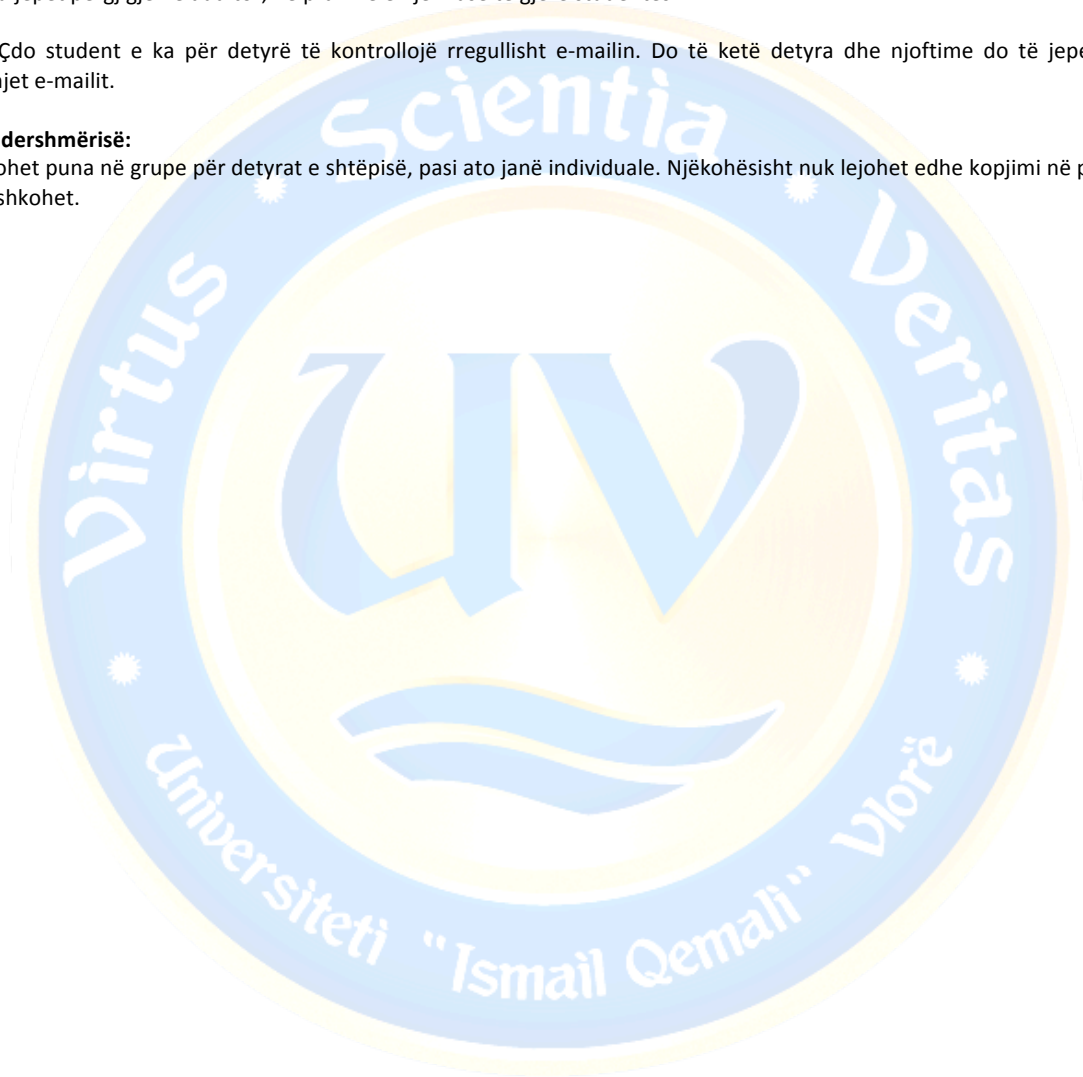 Çdo student e ka për detyrë të kontrollojë rregullisht e-mailin. Do të ketë detyra dhe njoftime do të jepe
jet e-mailit.
dershmërisë:
ohet puna në grupe për detyrat e shtëpisë, pasi ato janë individuale. Njëkohësisht nuk lejohet edhe kopjimi në p
shkohet.
Virtus Scientia Veritas
UV
Universiteti "Ismail Qemali" Vlorë